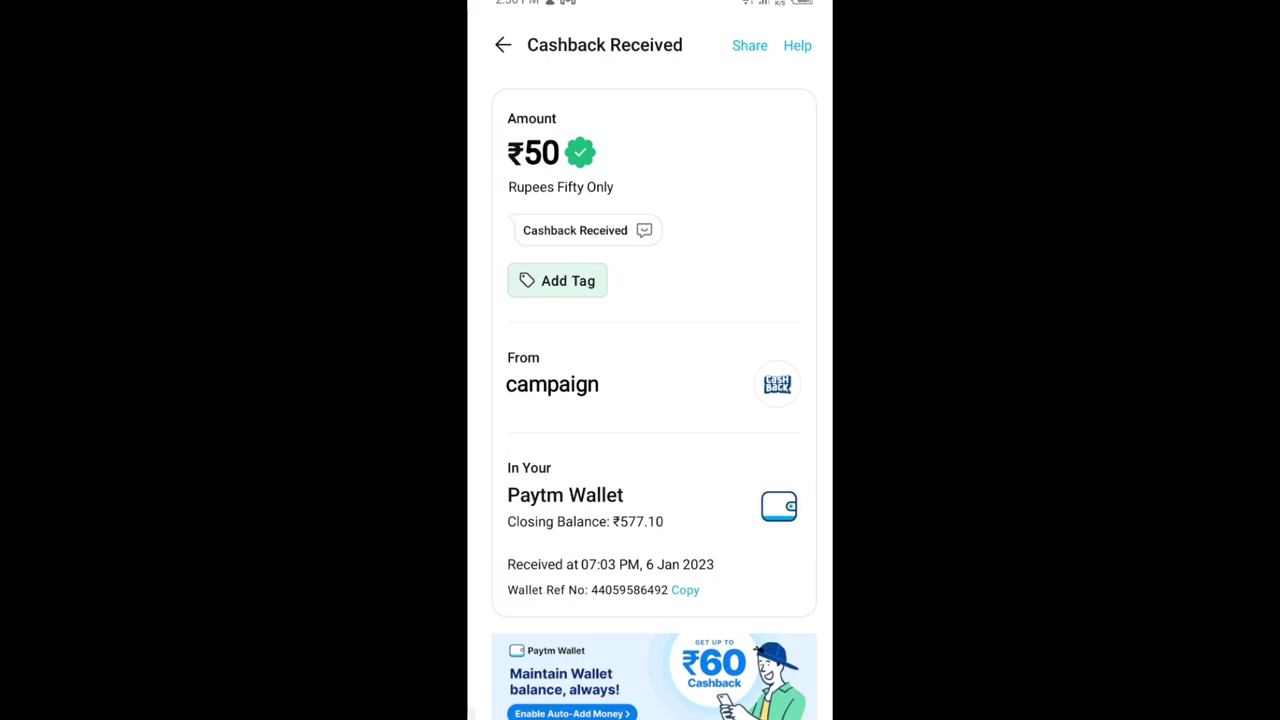 Cashback Received
Share
Help
Amount
₹50
Rupees Fifty Only
Cashback Received
Add Tag
From
campaign
CASH
BACK
In Your
Paytm Wallet
Closing Balance: ₹577.10
Received at 07:03 PM, 6 Jan 2023
Wallet Ref No: 44059586492 Copy
Paytm Wallet
Maintain Wallet
balance, always!
Enable Auto-Add Money >
GET UP TO
₹60
Cashback